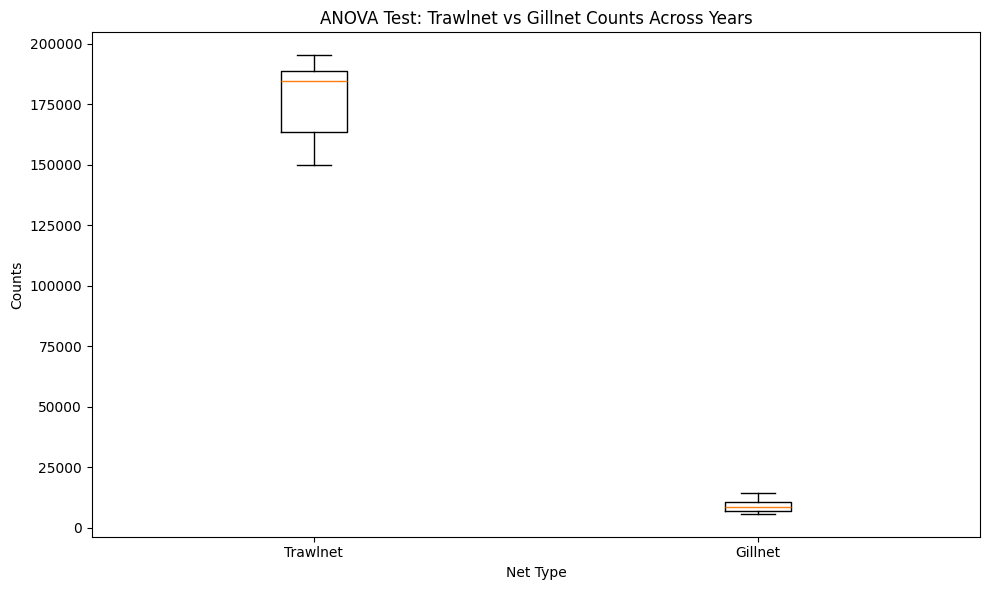 ANOVA Test: Trawlnet vs Gillnet Counts Across Years
200000
175000
150000
125000
100000
75000
50000
25000
0
Counts
Trawlnet
Gillnet
Net Type